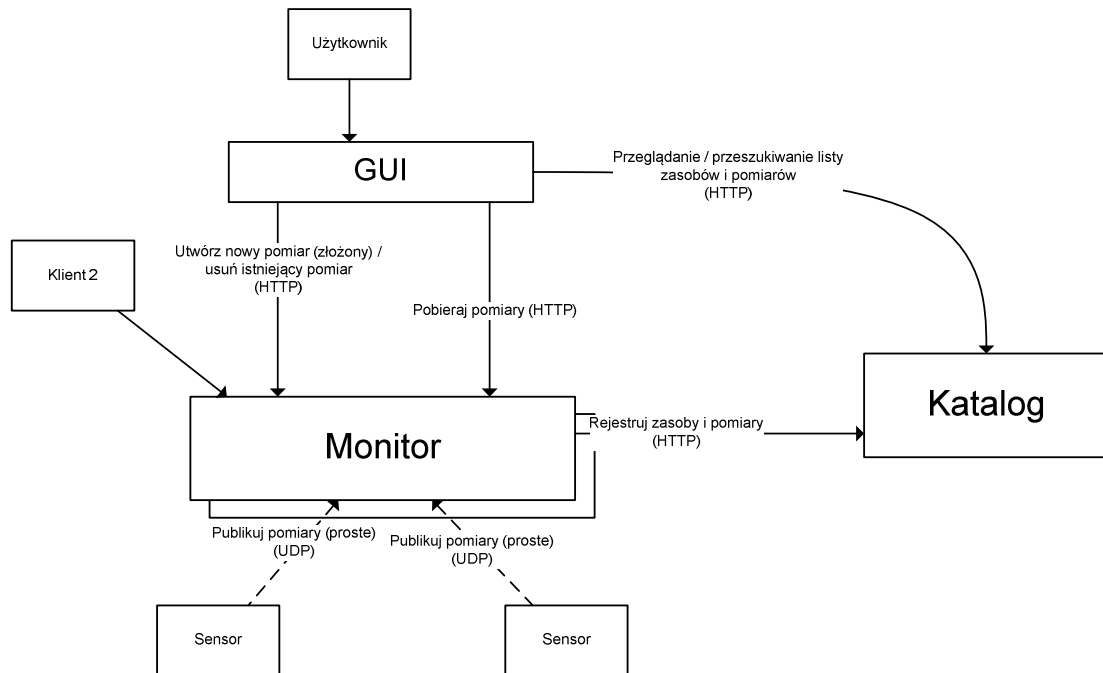 Użytkownik
GUI
Przeglądanie / przeszukiwanie listy
zasobów i pomiarów
(HTTP)
Utwórz nowy pomiar (złożony) /
usuń istniejący pomiar
(HTTP)
Klient 2
Pobieraj pomiary (HTTP)
Katalog
Monitor
Rejestruj zasoby i pomiary
(HTTP)
Publikuj pomiary (proste)
(UDP)
Publikuj pomiary (proste)
(UDP)
Sensor
Sensor